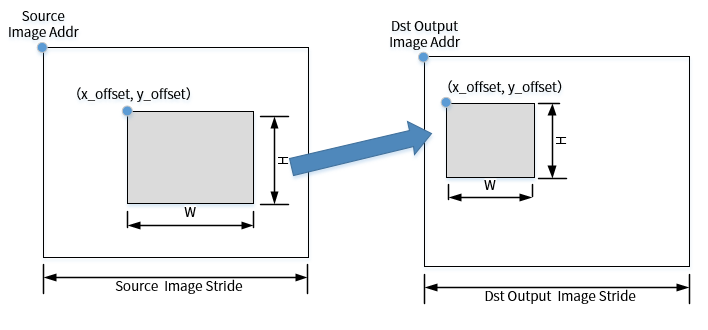 Source
Image Addr
(x_offset, y_offset)
H
W
Source Image Stride
Dst Output
Image Addr
(x_offset, y_offset)
H
W
Dst Output Image Stride